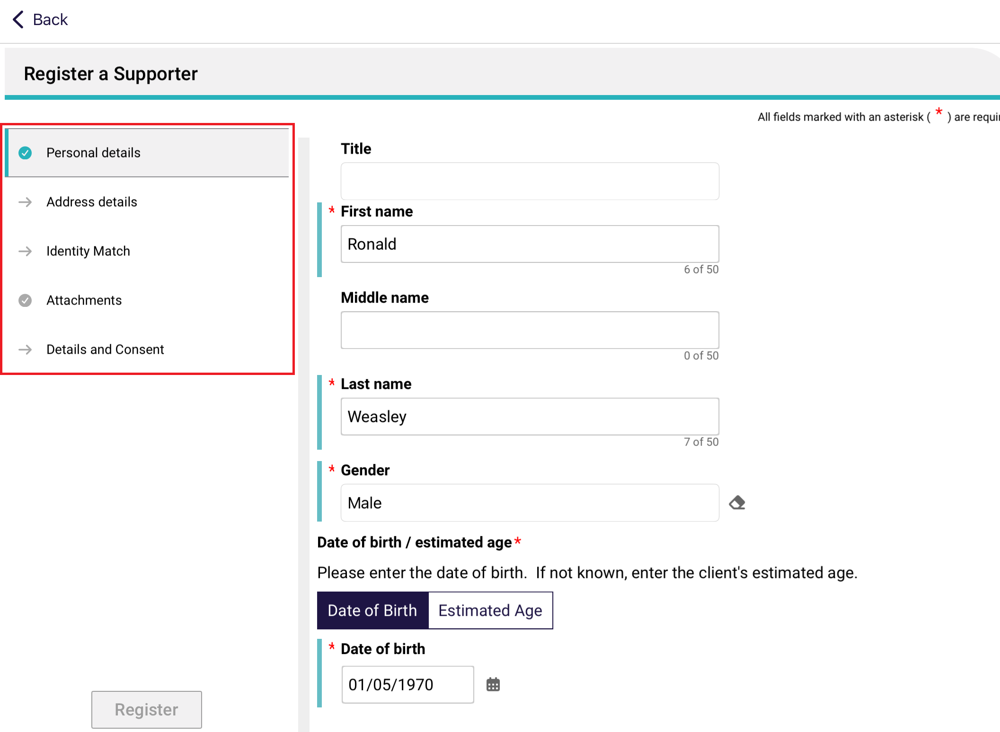 Back
Register a Supporter
All fields marked with an asterisk ( * ) are requi
Personal details
Address details
Identity Match
Attachments
Details and Consent
Register
Title
* First name
Ronald
6 of 50
Middle name
0 of 50
* Last name
Weasley
7 of 50
* Gender
Male
Date of birth / estimated age*
Please enter the date of birth.  If not known, enter the client's estimated age.
Date of Birth
Estimated Age
* Date of birth
01/05/1970